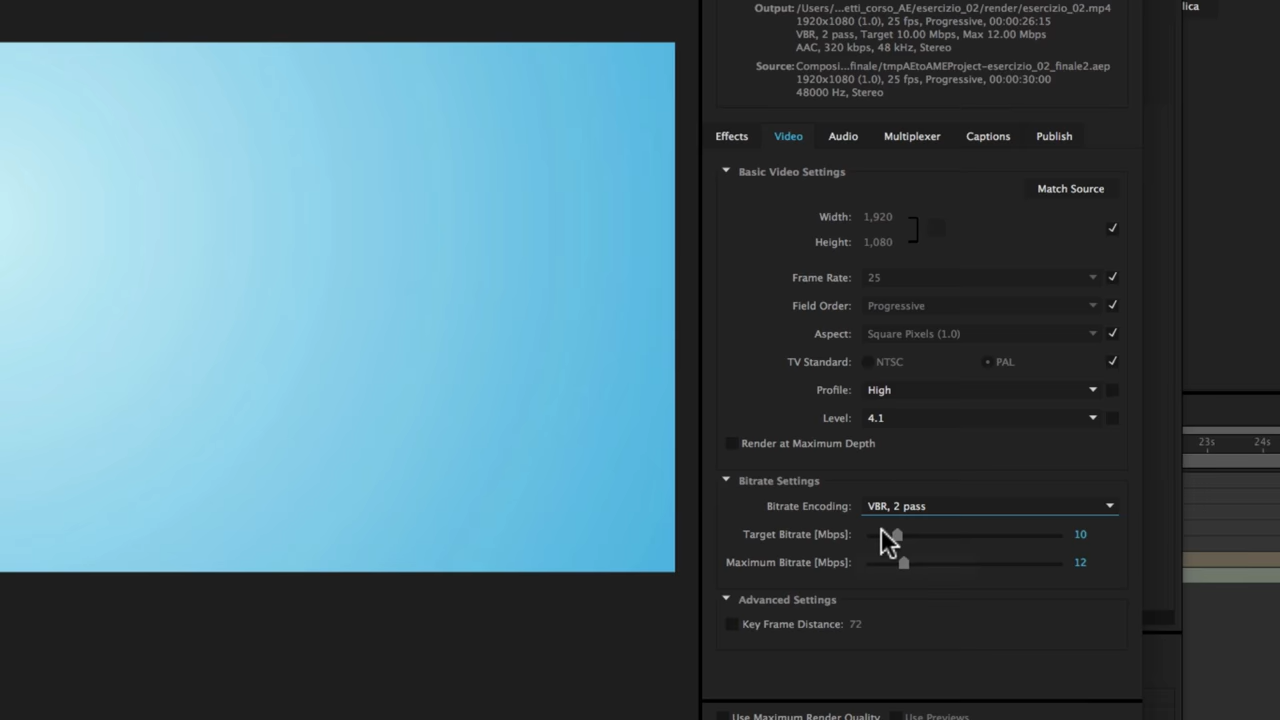 Output: /Users/...etti_corso_AE/esercizio_02/render/esercizio_02.mp4
1920x1080 (1.0), 25 fps, Progressive, 00:00:26:15
VBR, 2 pass, Target 10.00 Mbps, Max 12.00 Mbps
AAC, 320 kbps, 48 kHz, Stereo
lica
Source: Composi...finale/tmpAEtoAMEProject-esercizio_02_finale2.aep
1920x1080 (1.0), 25 fps, Progressive, 00:00:30:00
48000 Hz, Stereo
Effects Video Audio Multiplexer Captions Publish
Basic Video Settings
Match Source
Width: 1,920
Height: 1,080
Frame Rate: 25
Field Order: Progressive
Aspect: Square Pixels (1.0)
TV Standard: NTSC PAL
Profile: High
Level: 4.1
Render at Maximum Depth
23s 24s
Bitrate Settings
Bitrate Encoding: VBR, 2 pass
Target Bitrate [Mbps]: 10
Maximum Bitrate [Mbps]: 12
Advanced Settings
Key Frame Distance: 72
Use Maximum Render Quality Use Previews